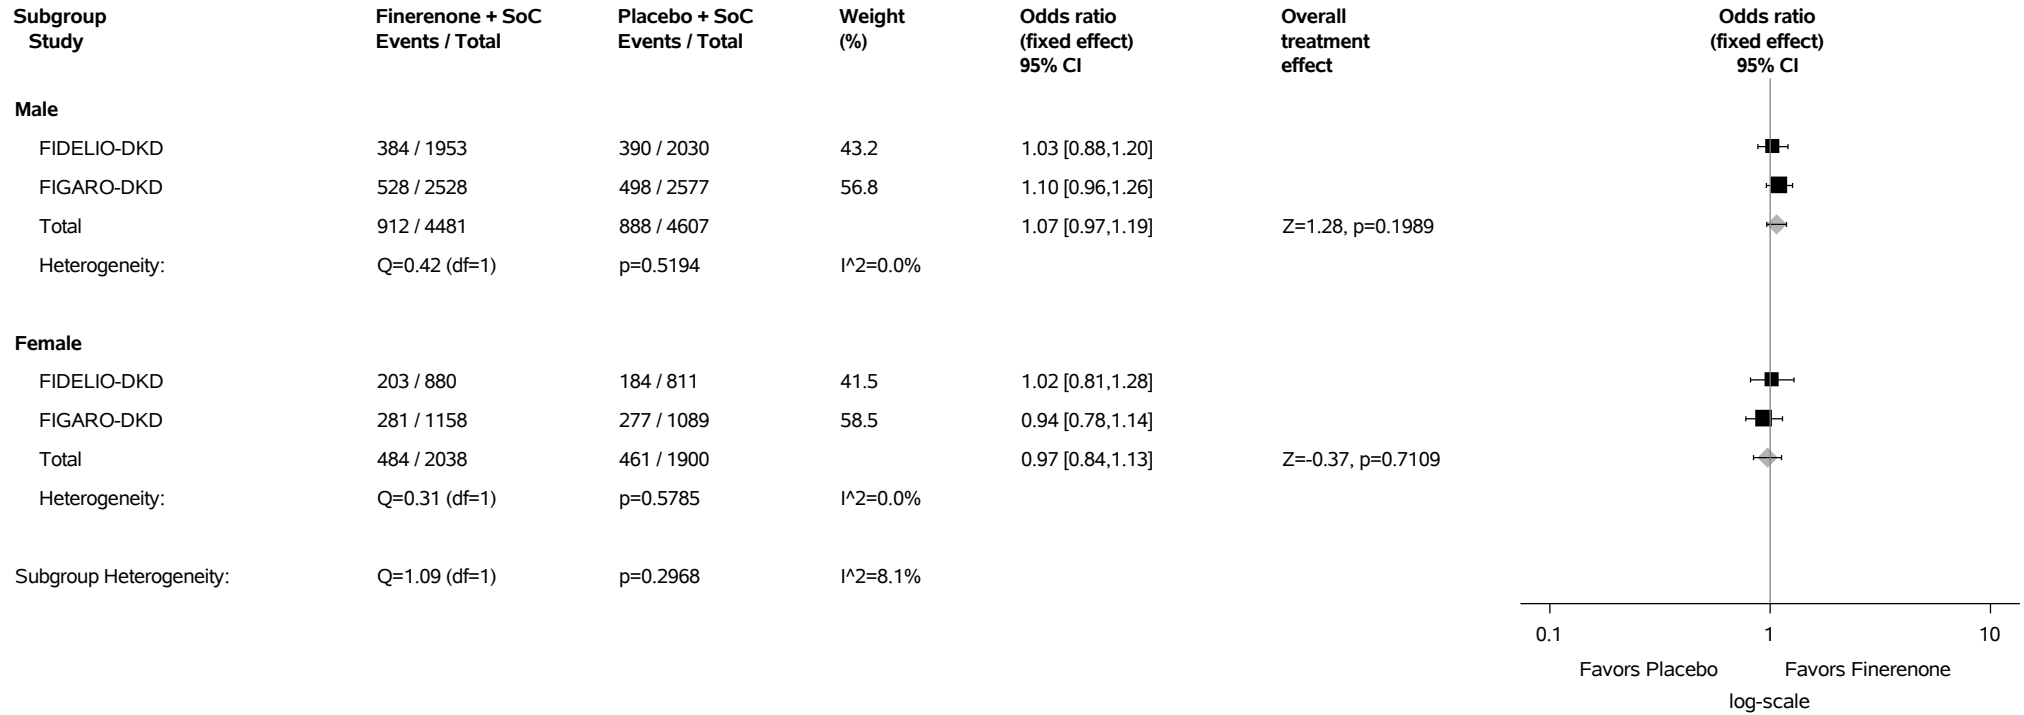 Subgroup Finerenone + SoC Placebo + SoC Weight Odds ratio Overall Odds ratio
Study Events / Total Events / Total (%) (fixed effect) treatment (fixed effect)
95% CI effect 95% CI
Male
FIDELIO-DKD 384 / 1953 390 / 2030 43.2 1.03 [0.88,1.20]
FIGARO-DKD 528 / 2528 498 / 2577 56.8 1.10 [0.96,1.26]
Total 912 / 4481 888 / 4607 1.07 [0.97,1.19] Z=1.28, p=0.1989
Heterogeneity: Q=0.42 (df=1) p=0.5194 I^2=0.0%
Female
FIDELIO-DKD 203 / 880 184 / 811 41.5 1.02 [0.81,1.28]
FIGARO-DKD 281 / 1158 277 / 1089 58.5 0.94 [0.78,1.14]
Total 484 / 2038 461 / 1900 0.97 [0.84,1.13] Z=-0.37, p=0.7109
Heterogeneity: Q=0.31 (df=1) p=0.5785 I^2=0.0%
Subgroup Heterogeneity: Q=1.09 (df=1) p=0.2968 I^2=8.1%
0.1 1 10
Favors Placebo Favors Finerenone
log-scale